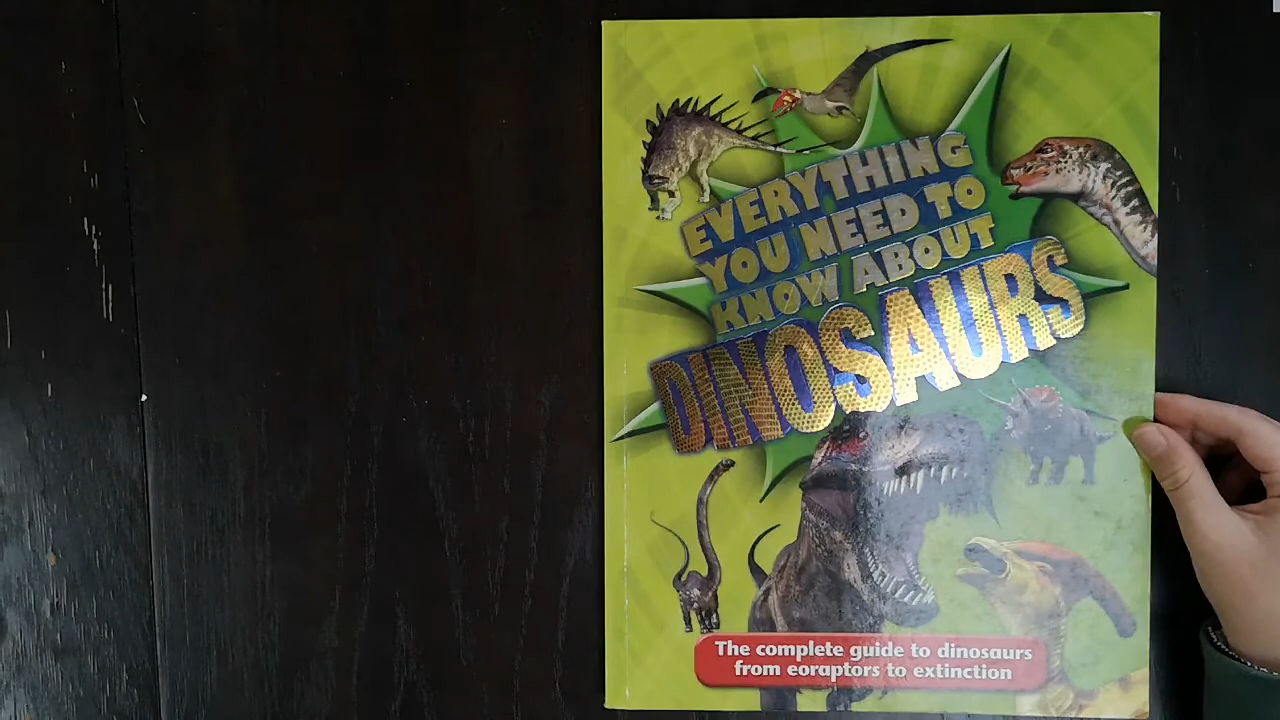 EVERYTHING
YOU NEED TO
KNOW ABOUT
DINOSAURS
The complete guide to dinosaurs
from eoraptors to extinction